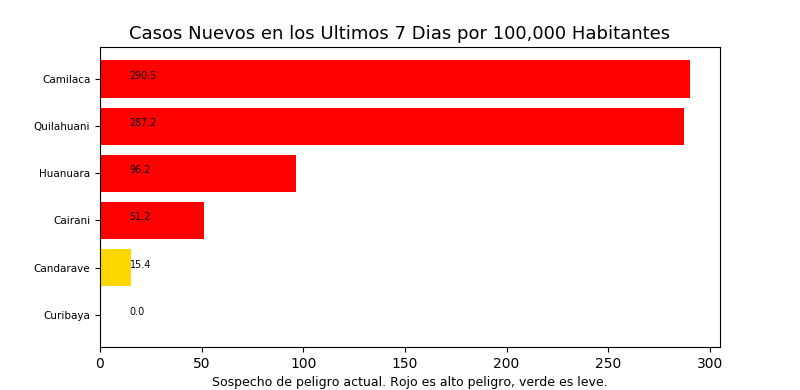 Casos Nuevos en los Ultimos 7 Dias por 100,000 Habitantes
Camilaca 290.5
Quilahuani 287.2
Huanuara 96.2
Cairani 51.2
Candarave 15.4
Curibaya 0.0
0 50 100 150 200 250 300
Sospecho de peligro actual. Rojo es alto peligro, verde es leve.